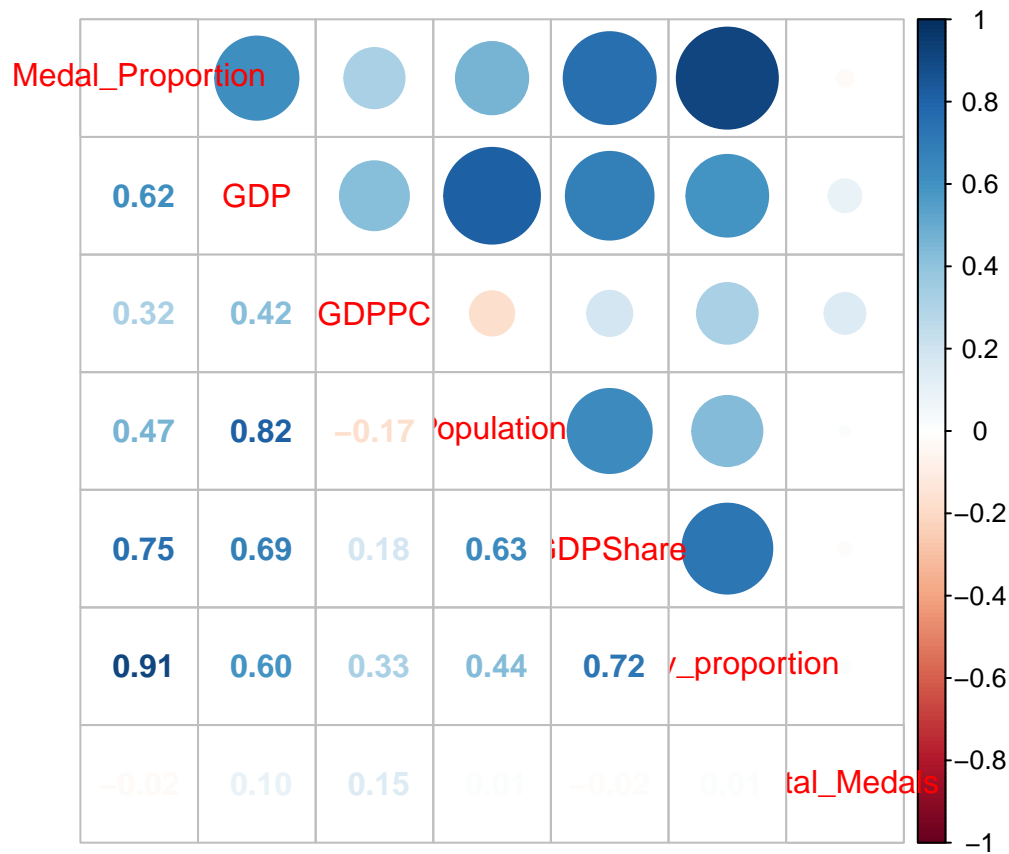 Medal_Proportion
0.62 GDP
0.32 0.42 GDPPC
0.47 0.82 −0.17 Population
0.75 0.69 0.18 0.63 GDPShare
0.91 0.60 0.33 0.44 0.72 y_proportion
−0.02 0.10 0.15 0.01 −0.02 0.01 tal_Medals
1
0.8
0.6
0.4
0.2
0
−0.2
−0.4
−0.6
−0.8
−1